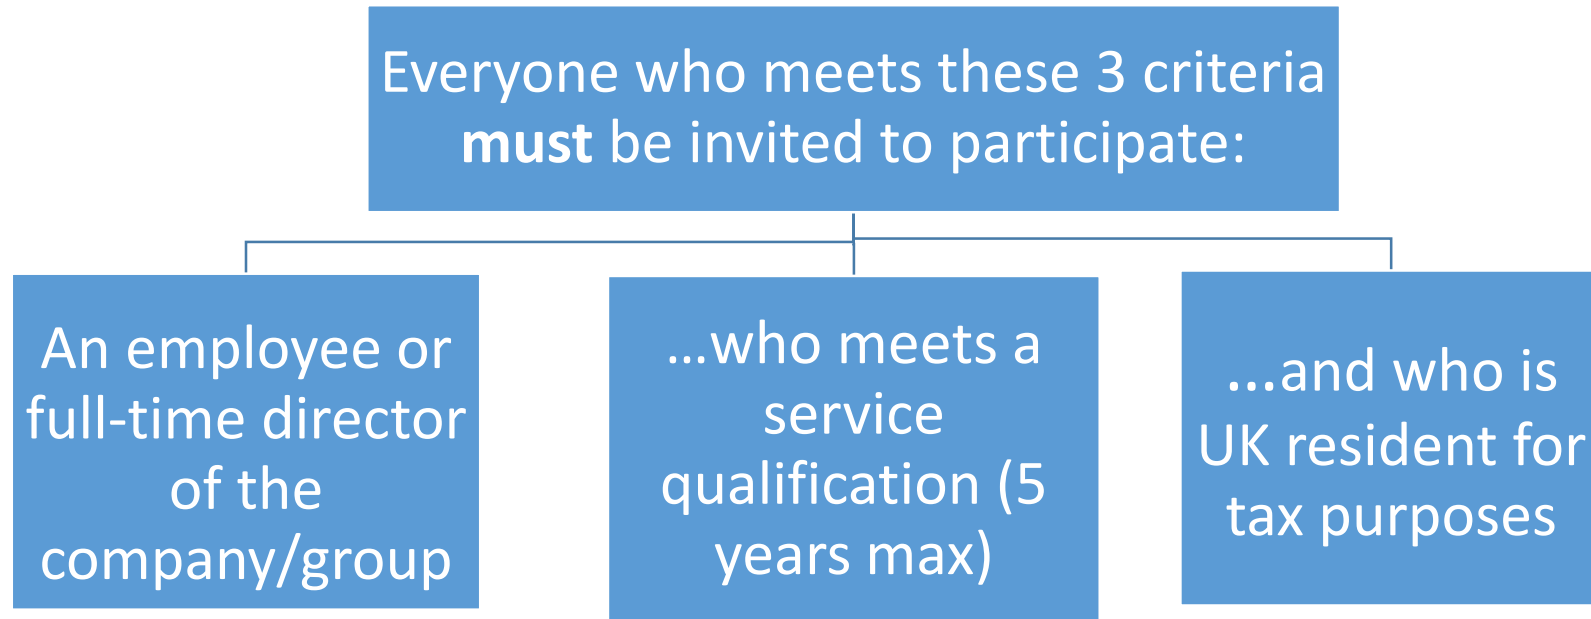 Everyone who meets these 3 criteria
must be invited to participate:
An employee or
full-time director
of the
company/group
...who meets a
service
qualification (5
years max)
...and who is
UK resident for
tax purposes